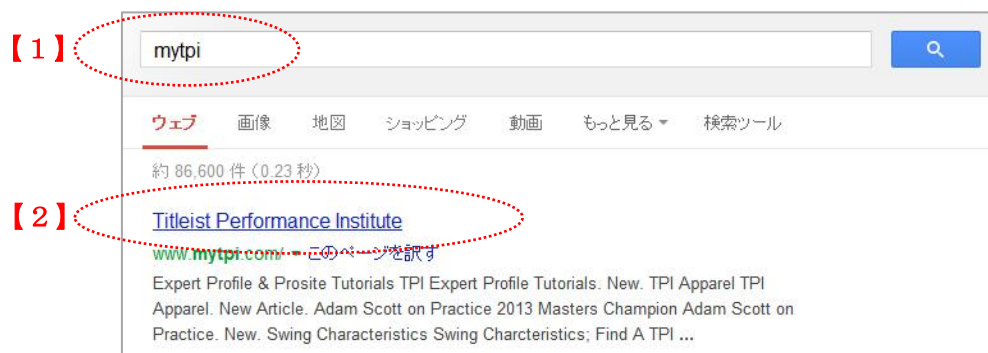 【1】
mytpi
ウェブ 画像 地図 ショッピング 動画 もっと見る 検索ツール
約 86,600 件 (0.23 秒)
【2】
Titleist Performance Institute
www.mytpi.com/ このページを訳す
Expert Profile & Prosite Tutorials TPI Expert Profile Tutorials. New. TPI Apparel TPI
Apparel. New Article. Adam Scott on Practice 2013 Masters Champion Adam Scott on
Practice. New. Swing Characteristics Swing Charcteristics; Find A TPI ...